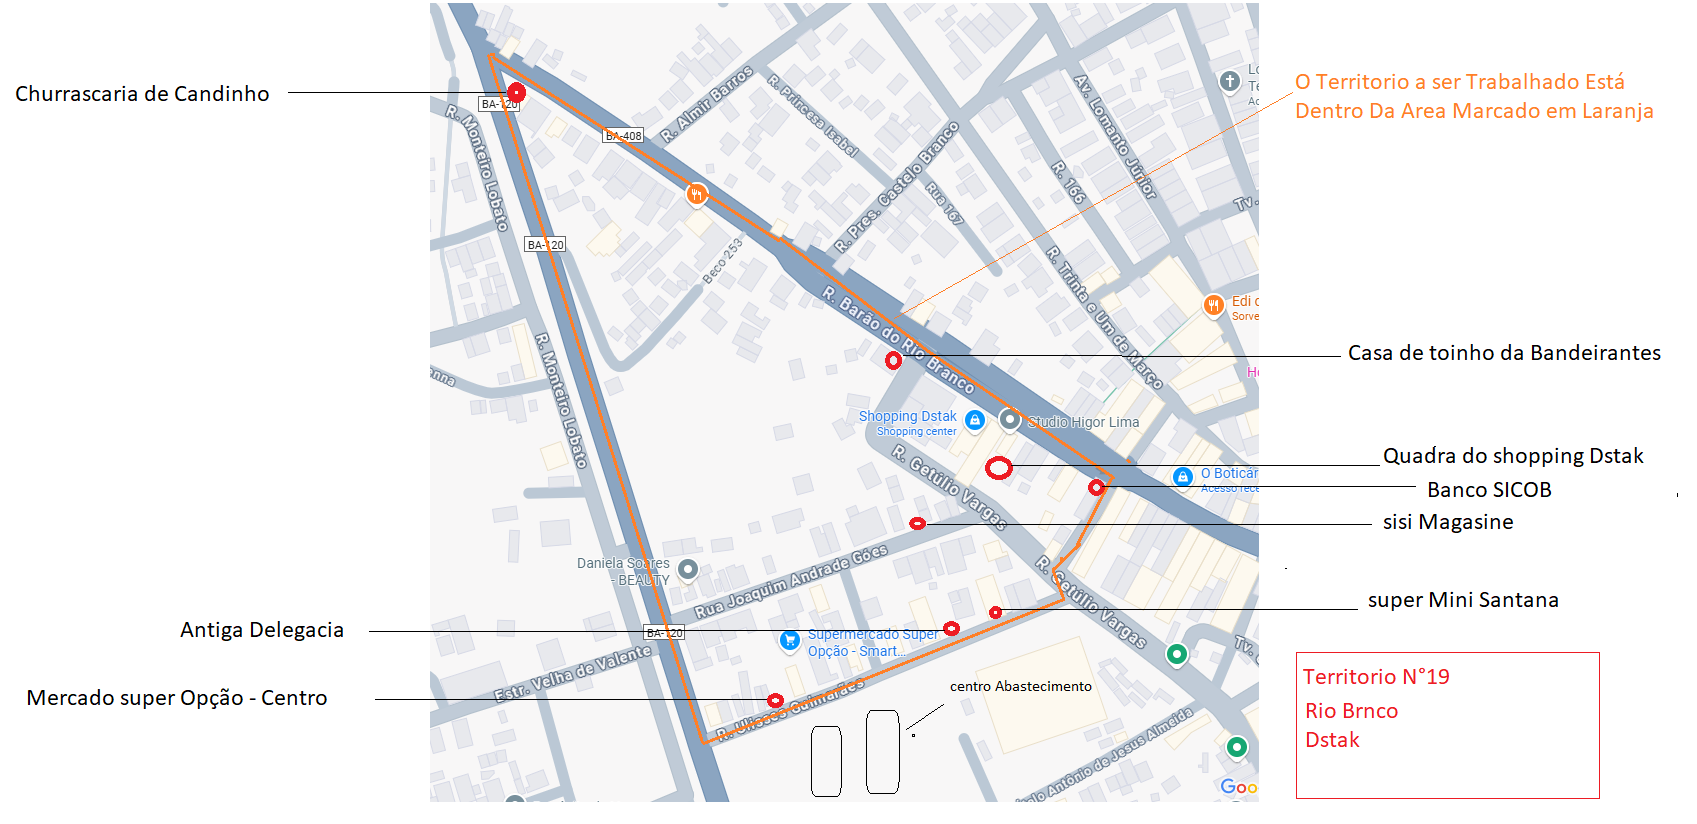 Churrascaria de Candinho
BA-120
BA-408
R. Almir Barros
R. Princesa Isabel
Av. Lomanto Júnior
O Territorio a ser Trabalhado Está
Dentro Da Area Marcado em Laranja
R. Monteiro Lobato
R. Pres. Castelo Branco
Rua 167
R. 166
Tv.
BA-120
Beco 253
R. Trinta e Um de Março
R. Barão do Rio Branco
Edi
Sorve
Casa de toinho da Bandeirantes
R. Monteiro Lobato
Shopping Dstak
Shopping center
Studio Higor Lima
Quadra do shopping Dstak
R. Getúlio Vargas
O Boticár
Acesso rece
Banco SICOB
sisi Magasine
Daniela Soares
- BEAUTY
Rua Joaquim Andrade Góes
R. Getúlio Vargas
super Mini Santana
Antiga Delegacia
BA-120
Supermercado Super
Opção - Smart...
Tv.
Estr. Velha de Valente
Mercado super Opção - Centro
R. Ulisses Guimarães
centro Abastecimento
Antônio de Jesus Almeida
Territorio N°19
Rio Brnco
Dstak
Goo